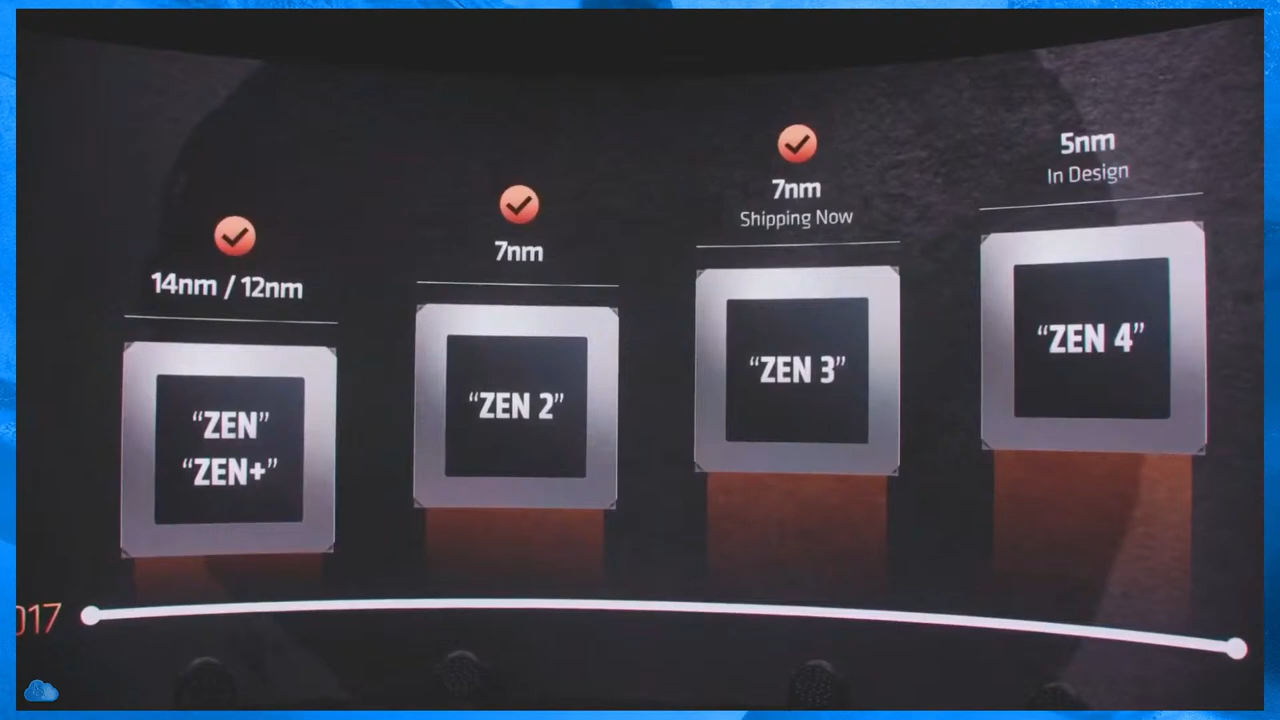 14nm / 12nm
“ZEN”
“ZEN+”
7nm
“ZEN 2”
7nm
Shipping Now
“ZEN 3”
5nm
In Design
“ZEN 4”
017